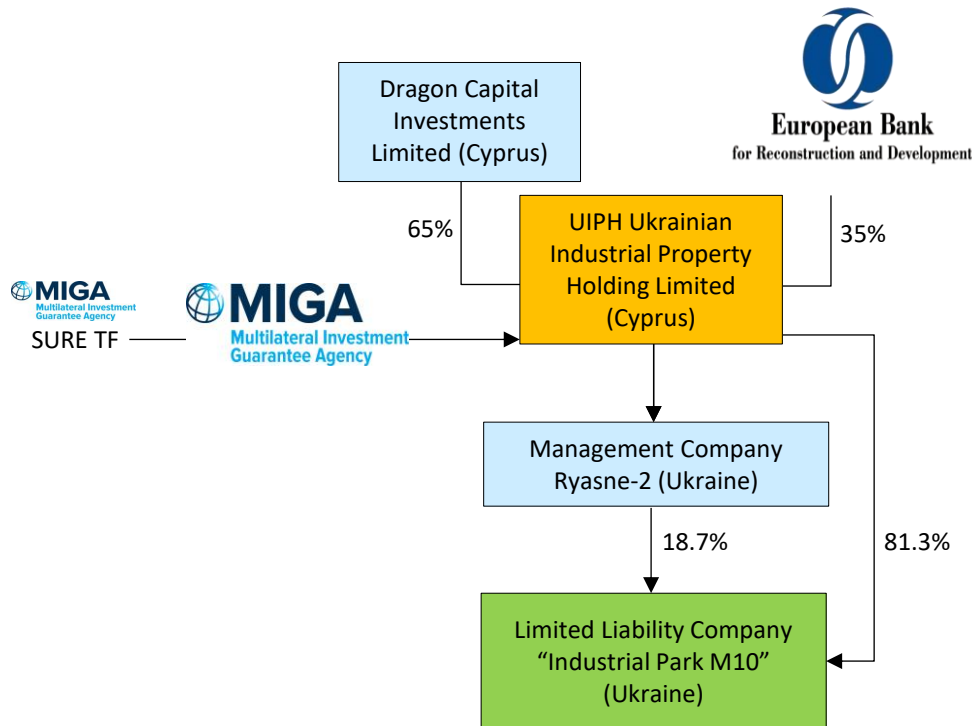 Dragon Capital
Investments
Limited (Cyprus)
European Bank
for Reconstruction and Development
65%
UIPH Ukrainian
Industrial Property
Holding Limited
(Cyprus)
35%
MIGA
Multilateral Investment
Guarantee Agency
SURE TF
MIGA
Multilateral Investment
Guarantee Agency
Management Company
Ryasne-2 (Ukraine)
18.7%
81.3%
Limited Liability Company
“Industrial Park M10”
(Ukraine)